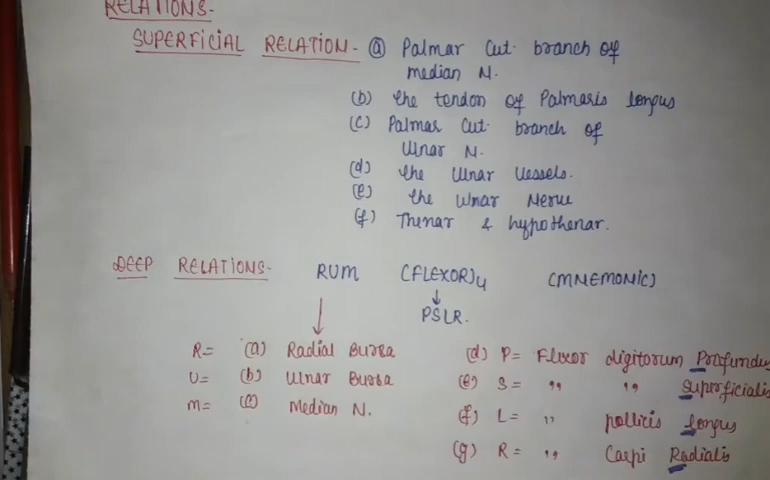 RELATIONS-
SUPERFICIAL RELATION- (a) Palmar Cut. branch of
median N.
(b) the tendon of Palmaris longus
(c) Palmar Cut. branch of
Ulnar N.
(d) the Ulnar Vessels.
(e) the Ulnar Nerve
(f) Thenar & hypothenar.
DEEP RELATIONS- RUM (FLEXOR)4 (MNEMONIC)
PSLR.
R= (a) Radial Bursa (d) P= Flexor digitorum Profundus
U= (b) Ulnar Bursa (e) S= ,, ,, Superficialis
M= (c) Median N. (f) L= ,, pollicis longus
(g) R= ,, Carpi Radialis